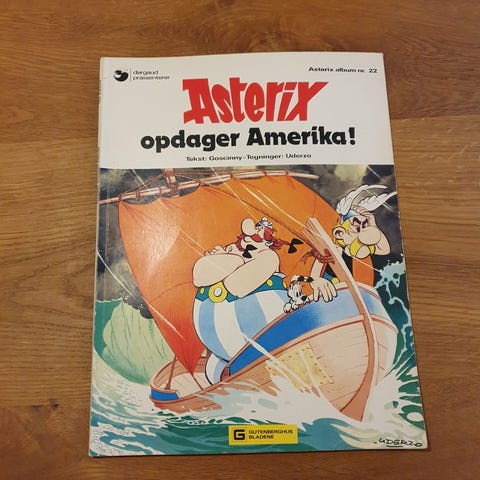 dargaud
præsenterer
Asterix album nr. 22
Asterix
opdager Amerika!
Tekst: Goscinny - Tegninger: Uderzo
G GUTENBERGHUS
BLADENE
UDERZO